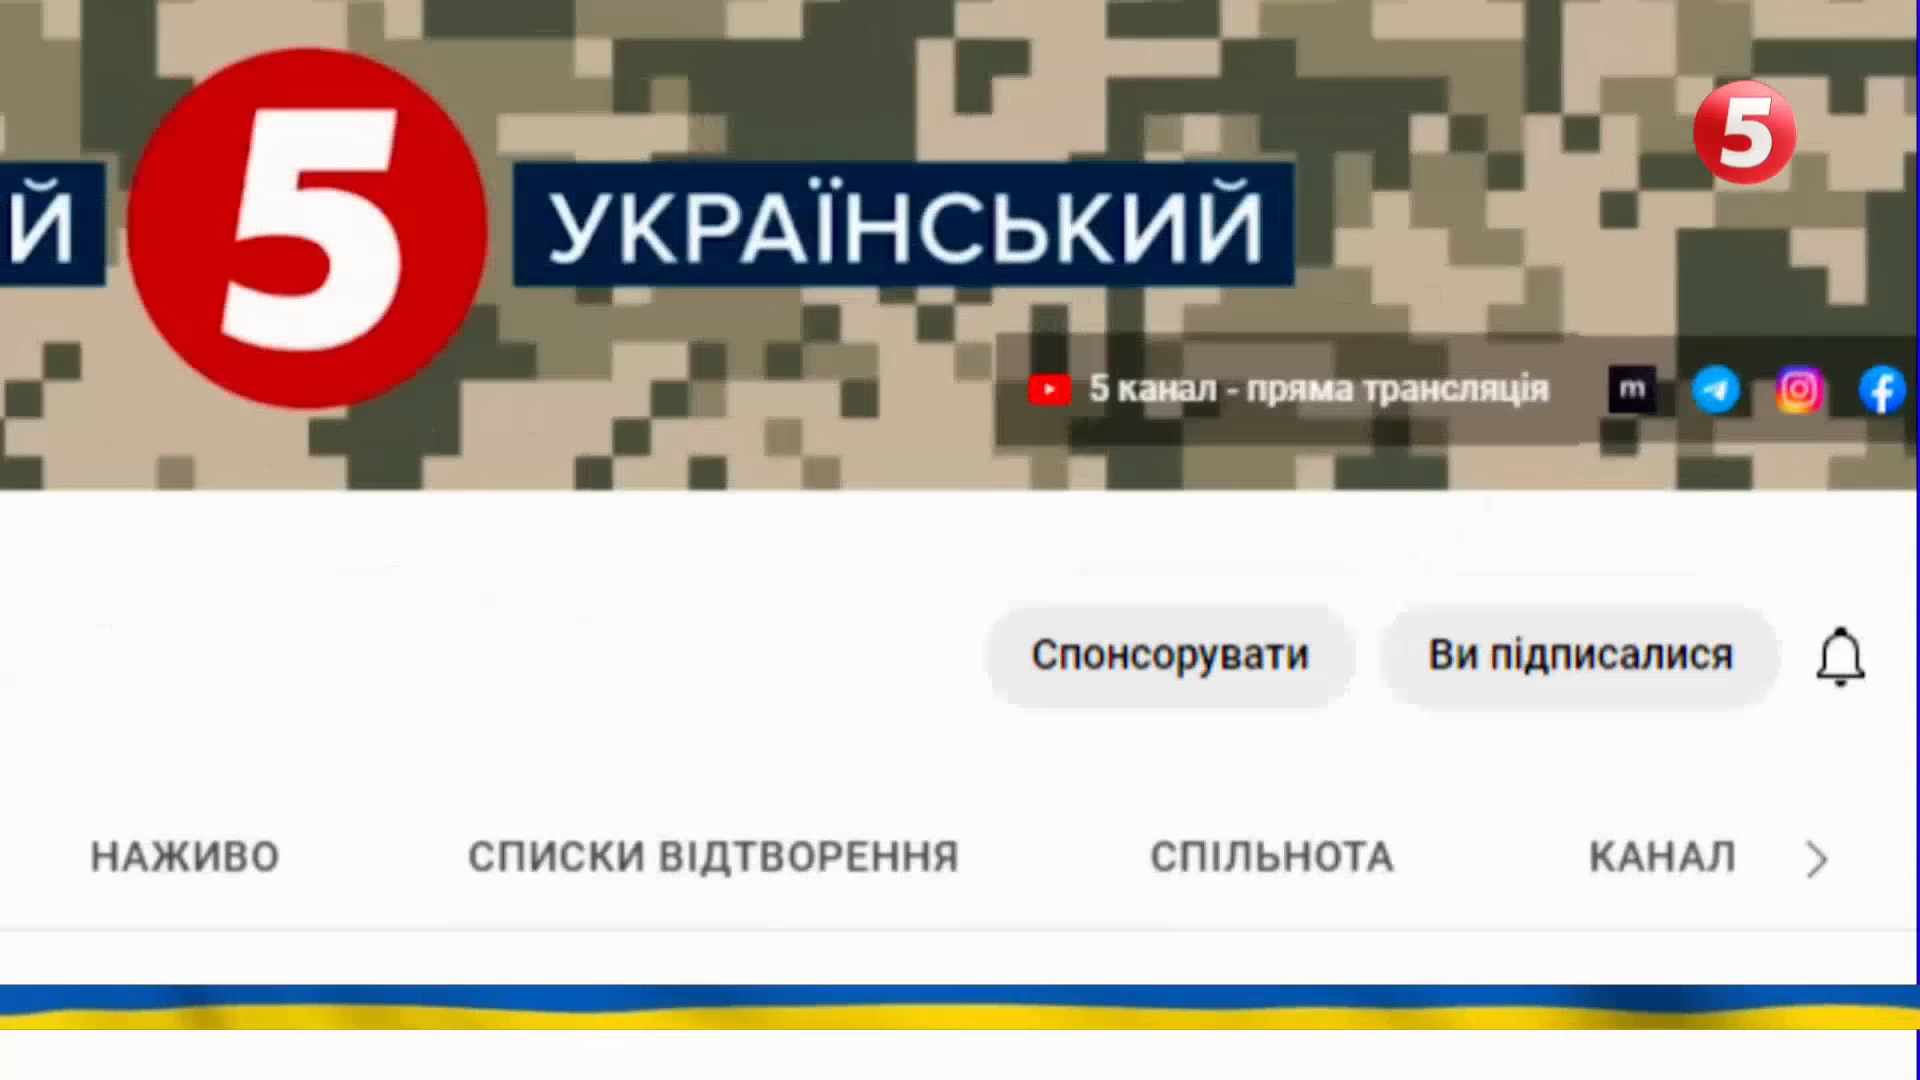 5
Й 5 УКРАЇНСЬКИЙ
5 канал - пряма трансляція m
Спонсорувати Ви підписалися
НАЖИВО СПИСКИ ВІДТВОРЕННЯ СПІЛЬНОТА КАНАЛ